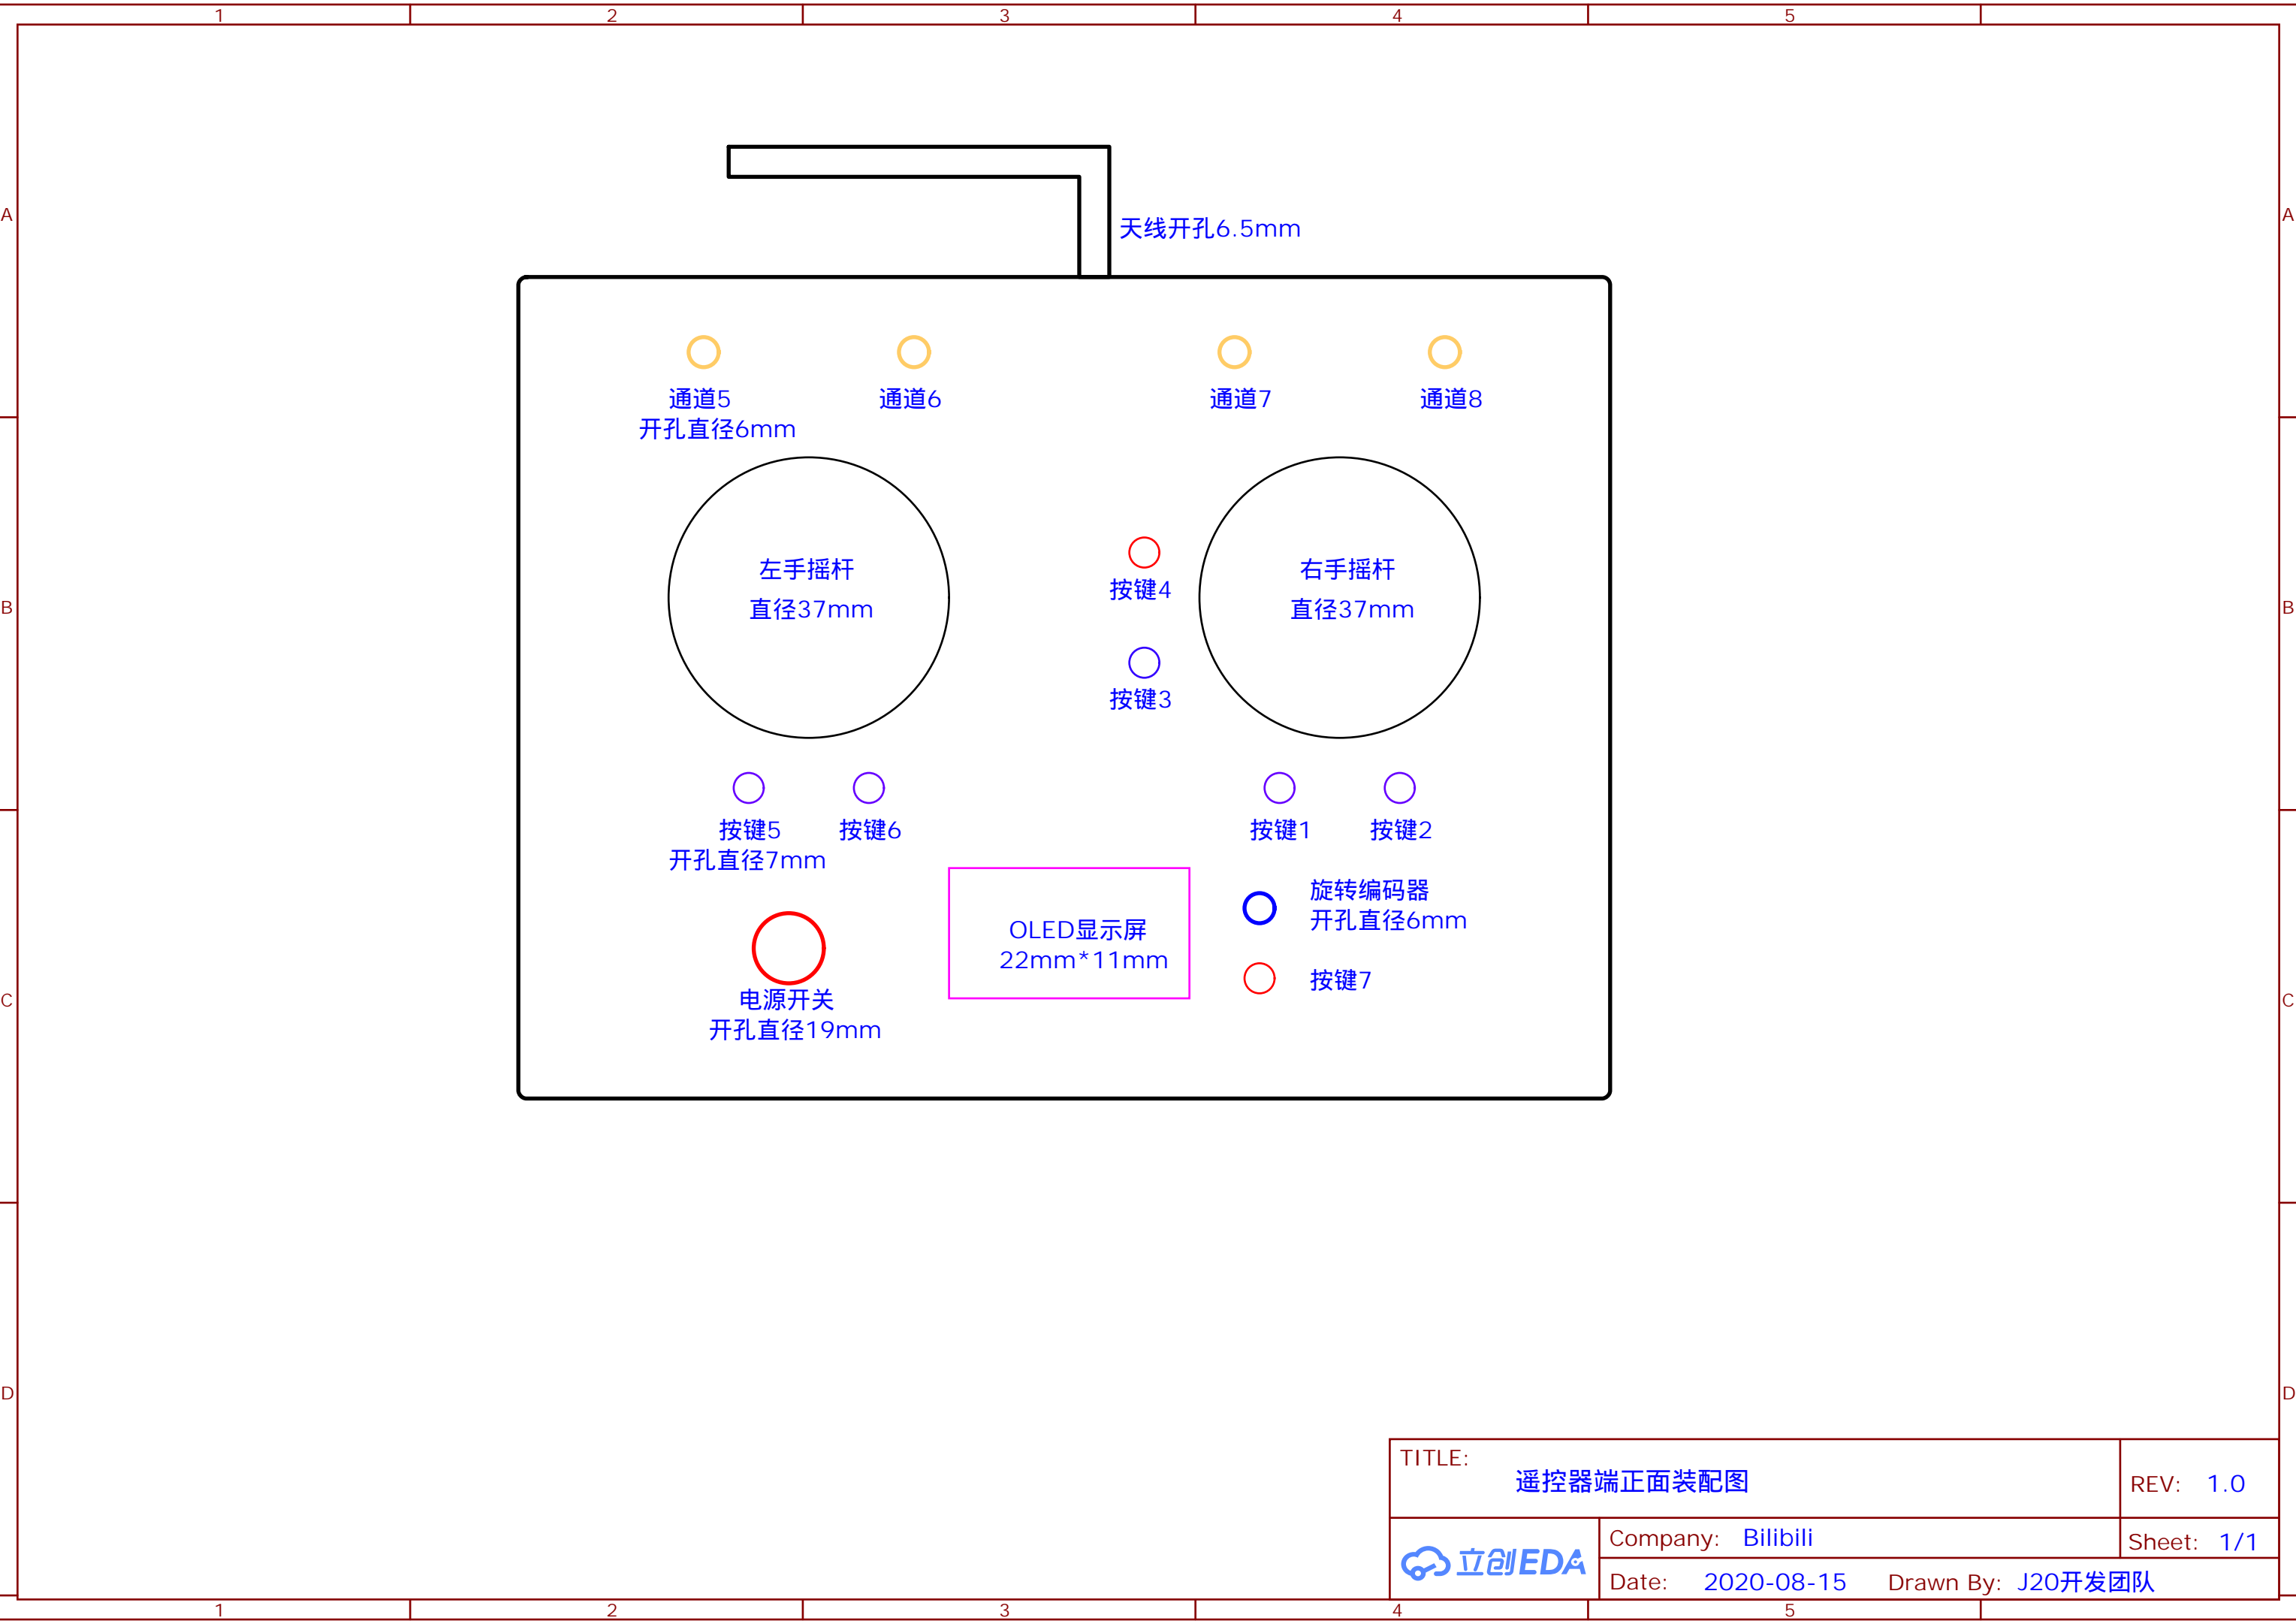 1 2 3 4 5
A A
天线开孔6.5mm
通道5 通道6 通道7 通道8
开孔直径6mm
左手摇杆 右手摇杆
直径37mm 直径37mm
按键4
B B
按键3
按键5 按键6 按键1 按键2
开孔直径7mm
旋转编码器
开孔直径6mm
OLED显示屏
22mm*11mm
按键7
电源开关
开孔直径19mm
C C
D D
TITLE:
遥控器端正面装配图
REV: 1.0
立创EDA
Company: Bilibili
Sheet: 1/1
Date: 2020-08-15 Drawn By: J20开发团队
1 2 3 4 5